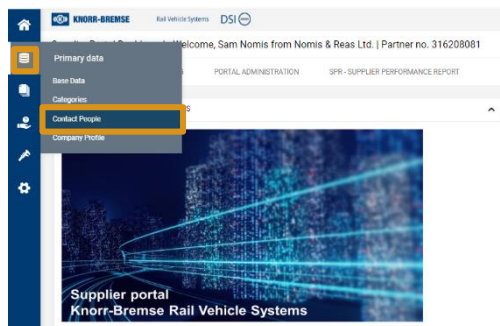 KNORR-BREMSE Rail Vehicle Systems DSI
Welcome, Sam Nomis from Nomis & Reas Ltd. | Partner no. 316208081
Primary data
PORTAL ADMINISTRATION SPR - SUPPLIER PERFORMANCE REPORT
Base Data
Categories
Contact People
Company Profile
Supplier portal
Knorr-Bremse Rail Vehicle Systems